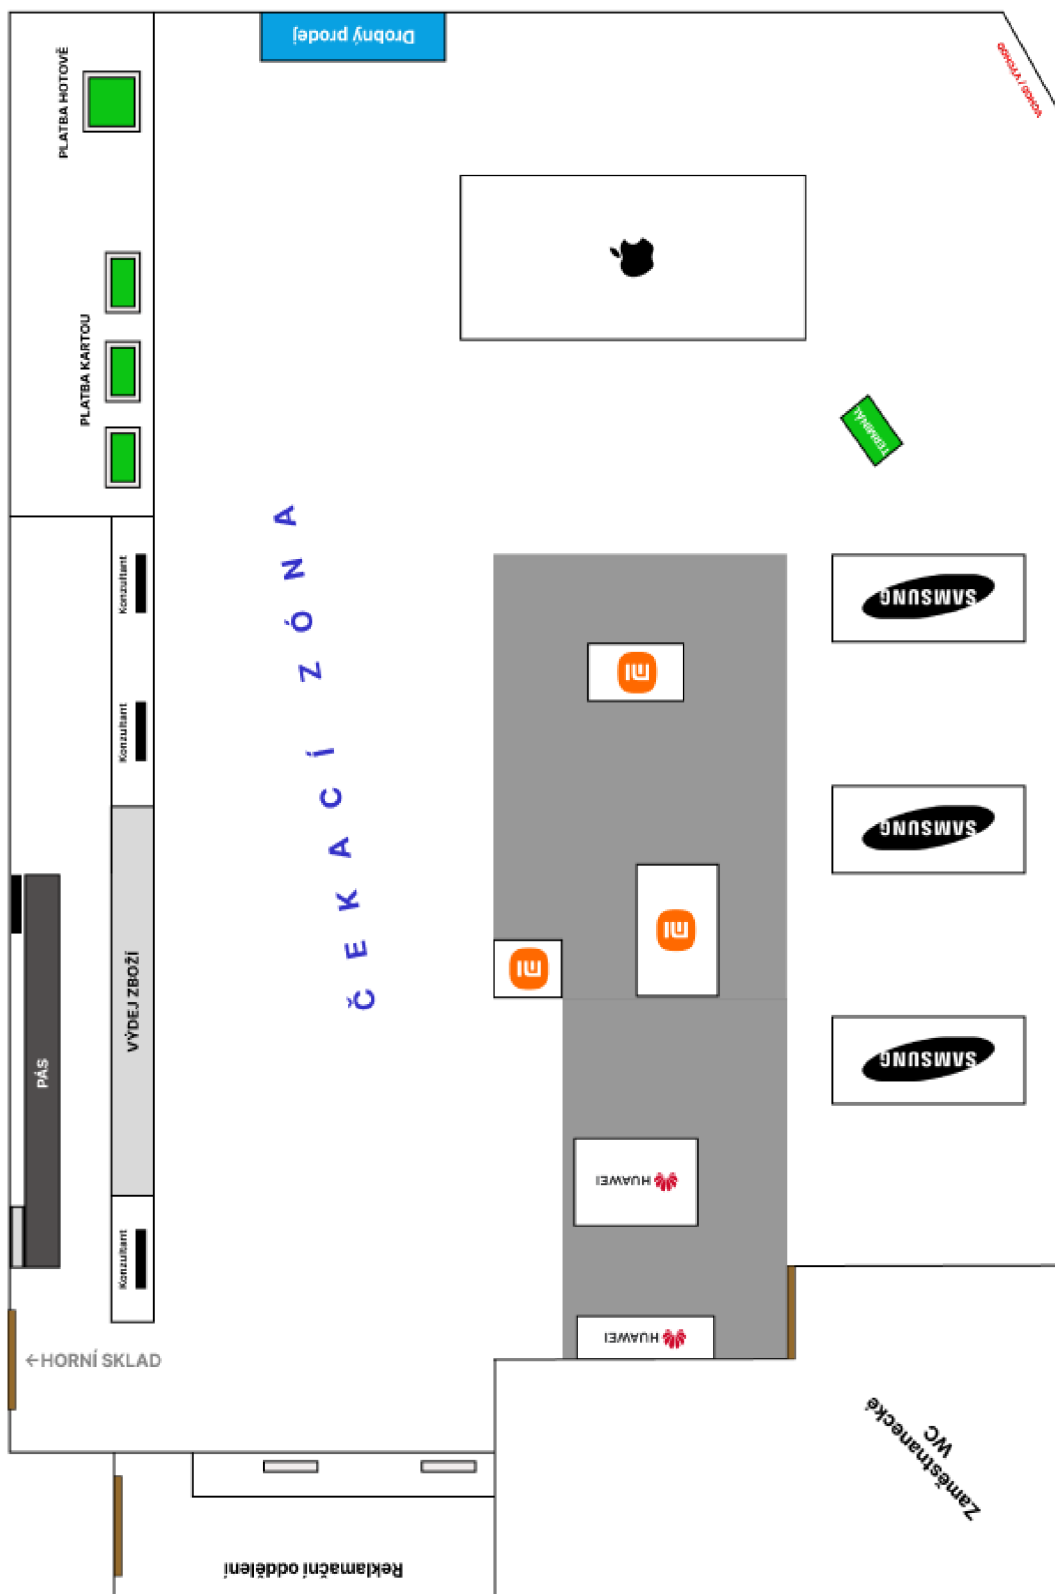 Drobný prodej
VCHOD / VÝCHOD
PLATBA HOTOVĚ
PLATBA KARTOU
TERMINÁL
ČEKACÍ ZÓNA
Konzultant
SAMSUNG
Konzultant
SAMSUNG
VÝDEJ ZBOŽÍ
PÁS
SAMSUNG
HUAWEI
Konzultant
HUAWEI
←HORNÍ SKLAD
Zaměstnanecké
WC
Reklamační oddělení